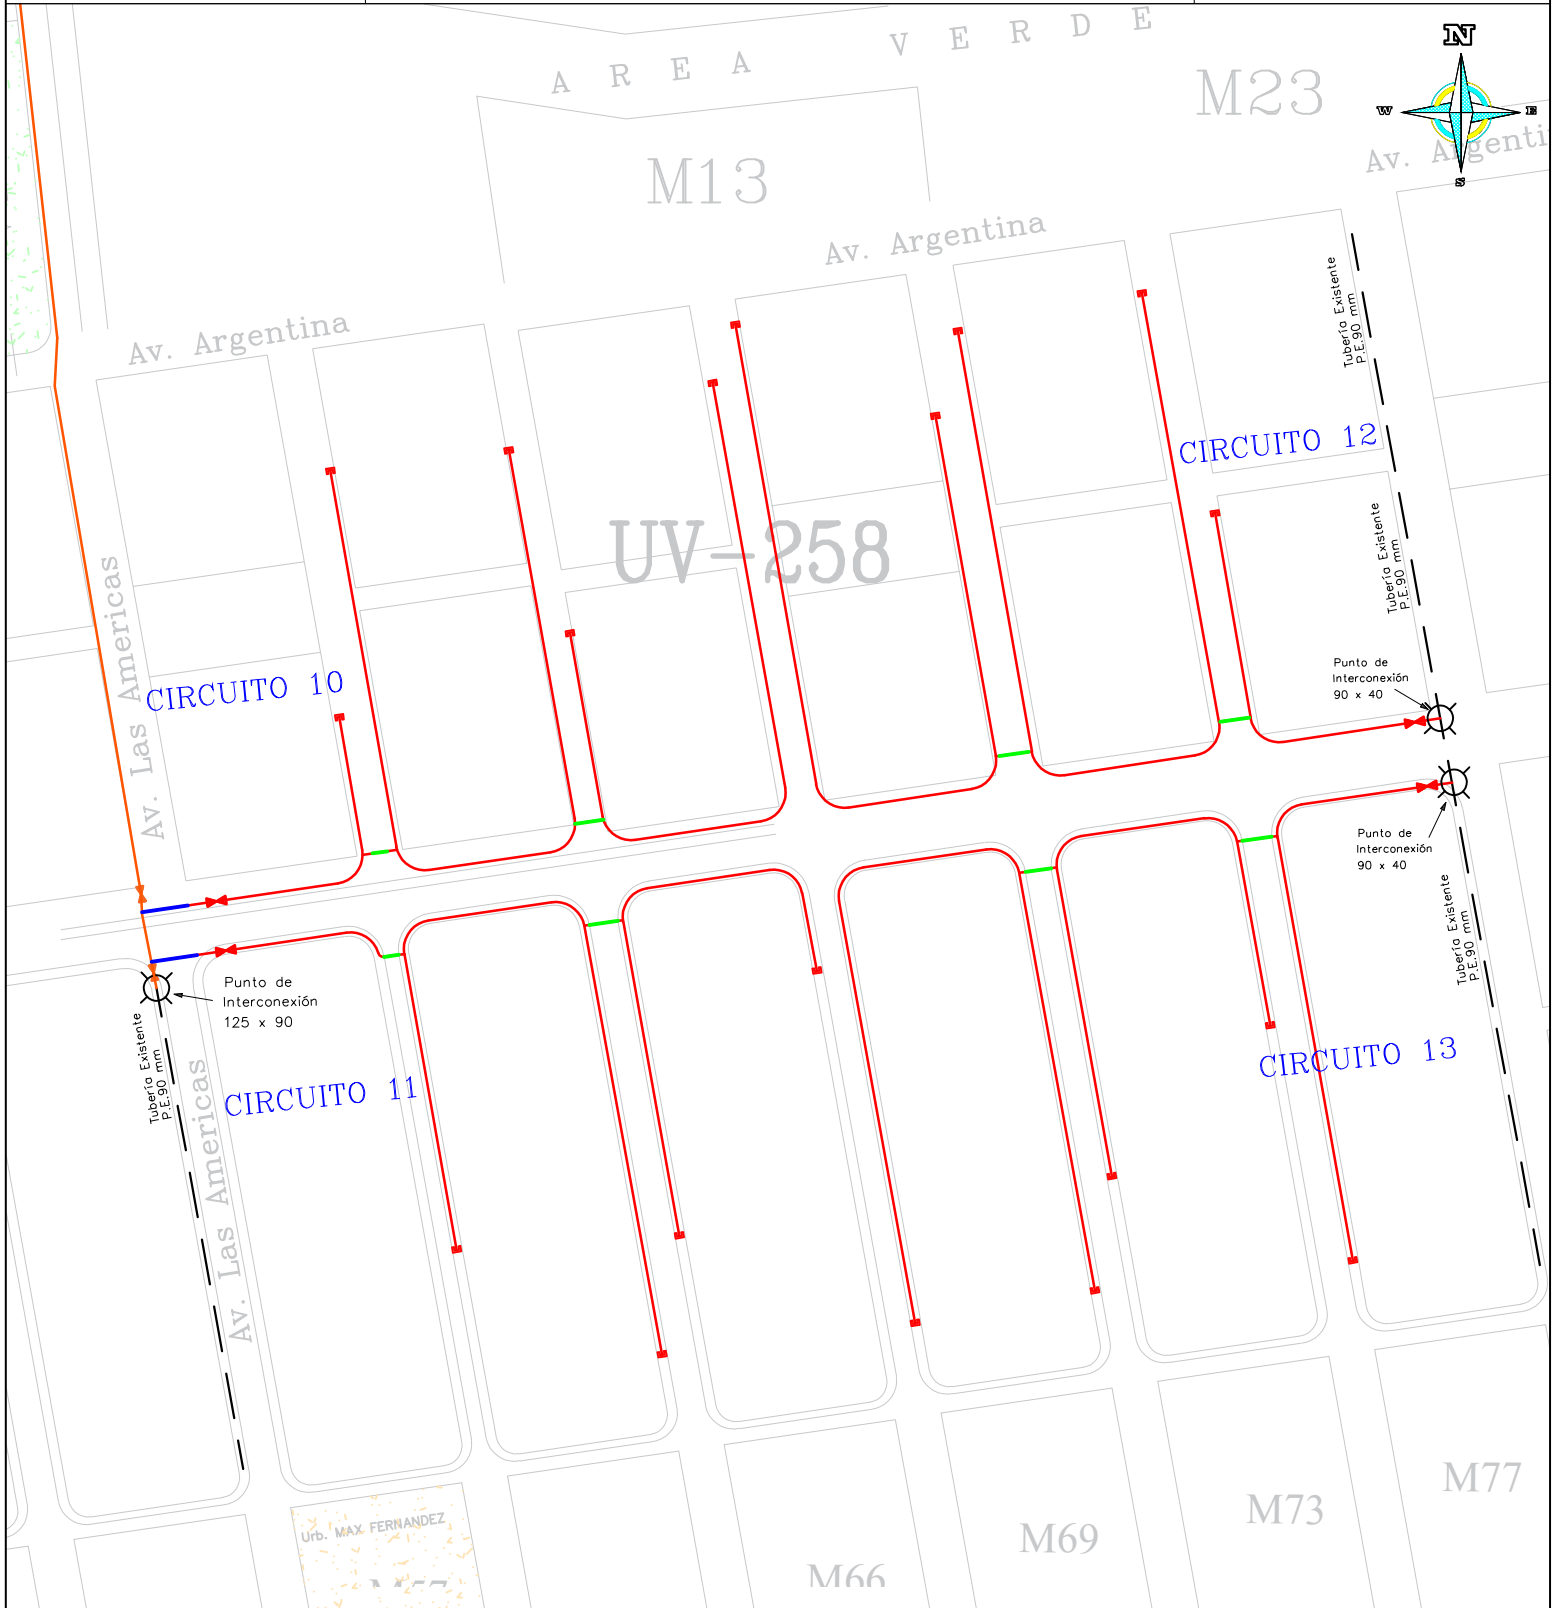 A R E A V E R D E
N
W
E
S
M23
M13
Av. Argenti
Av. Argentina
Av. Argentina
Tubería Existente
P.E.90 mm
CIRCUITO 12
UV-258
Tubería Existente
P.E.90 mm
Av. Las Americas
CIRCUITO 10
Punto de
Interconexión
90 x 40
Punto de
Interconexión
90 x 40
Tubería Existente
P.E.90 mm
Punto de
Interconexión
125 x 90
Tubería Existente
P.E.90 mm
CIRCUITO 11
CIRCUITO 13
Av. Las Americas
M77
M73
Urb. MAX FERNANDEZ
M69
M66
M57